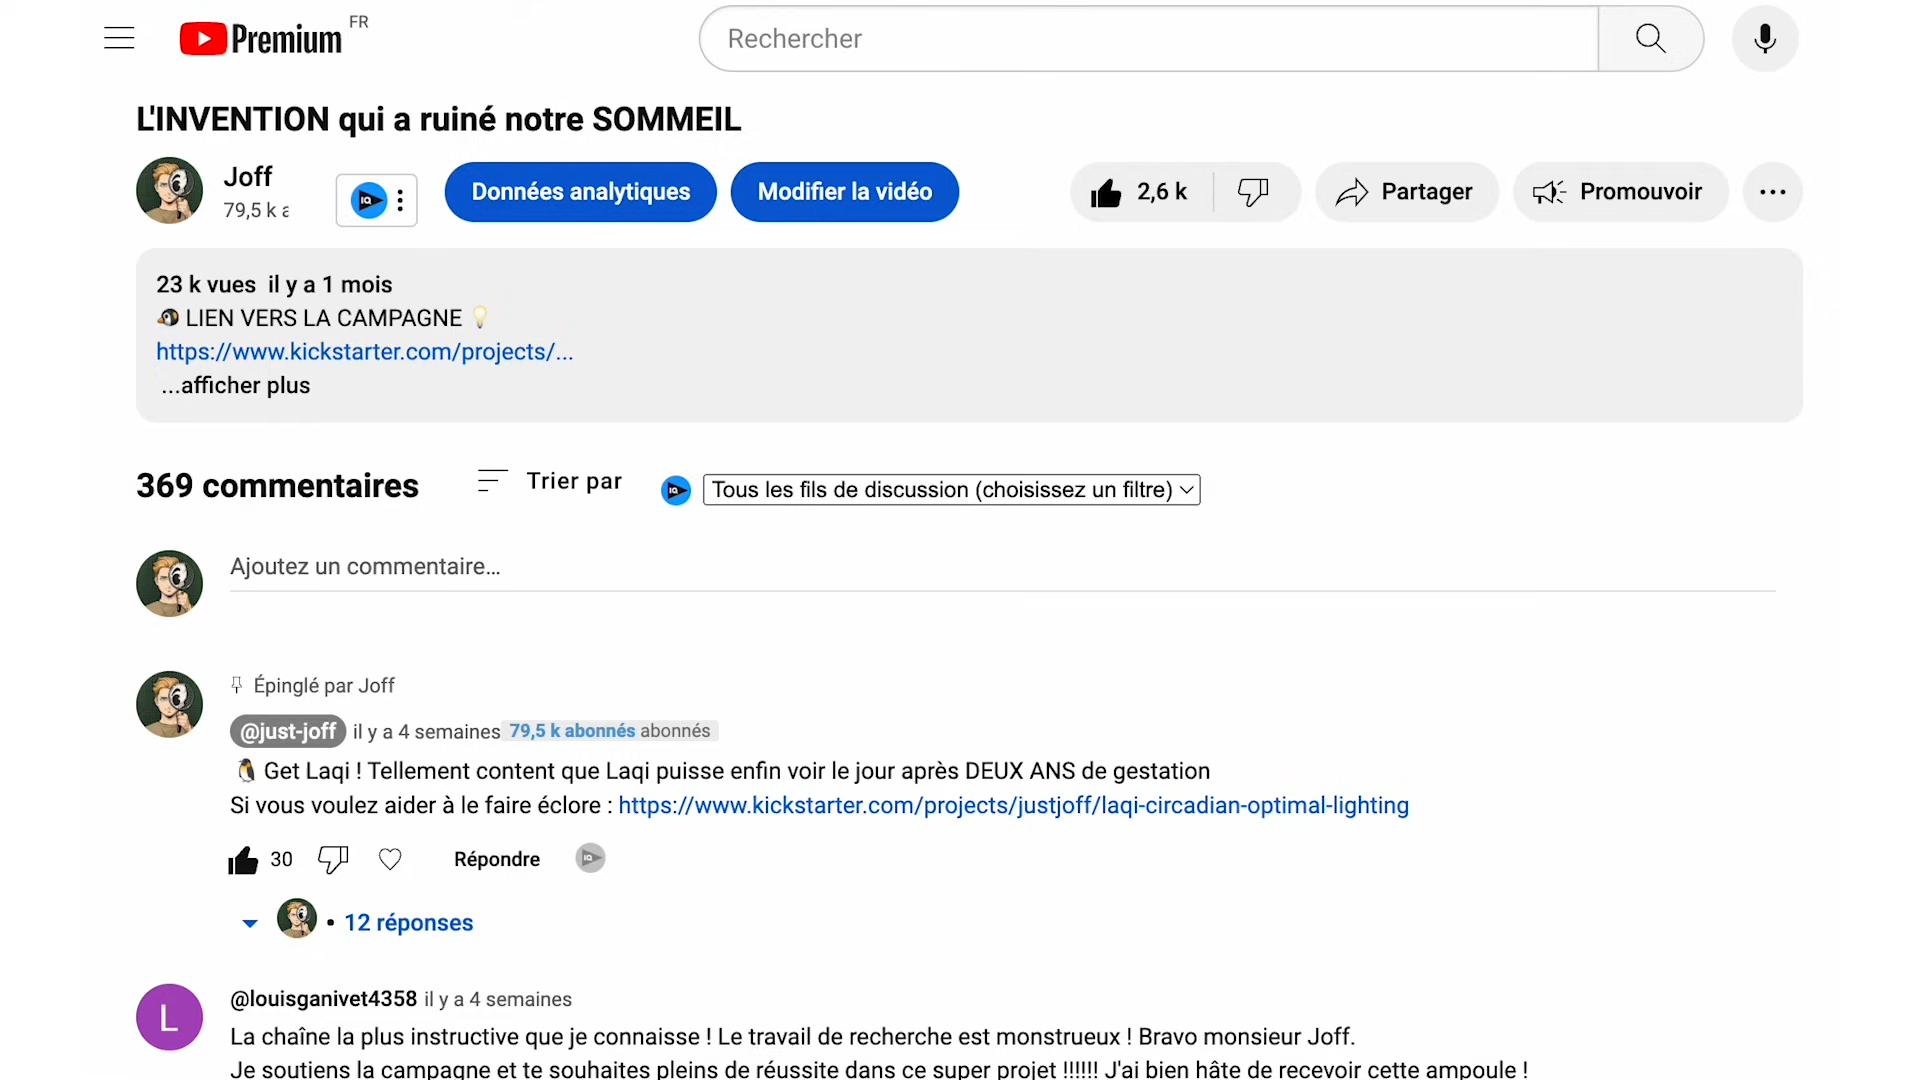 Premium FR
Rechercher
L'INVENTION qui a ruiné notre SOMMEIL
Joff
79,5 k
IQ
Données analytiques
Modifier la vidéo
2,6 k
Partager
Promouvoir
23 k vues il y a 1 mois
LIEN VERS LA CAMPAGNE
https://www.kickstarter.com/projects/...
...afficher plus
369 commentaires
Trier par
IQ
Tous les fils de discussion (choisissez un filtre)
Ajoutez un commentaire…
Épinglé par Joff
@just-joff il y a 4 semaines 79,5 k abonnés abonnés
Get Laqi ! Tellement content que Laqi puisse enfin voir le jour après DEUX ANS de gestation
Si vous voulez aider à le faire éclore : https://www.kickstarter.com/projects/justjoff/laqi-circadian-optimal-lighting
30
Répondre
IQ
• 12 réponses
L
@louisganivet4358 il y a 4 semaines
La chaîne la plus instructive que je connaisse ! Le travail de recherche est monstrueux ! Bravo monsieur Joff.
Je soutiens la campagne et te souhaites pleins de réussite dans ce super projet !!!!!! J'ai bien hâte de recevoir cette ampoule !